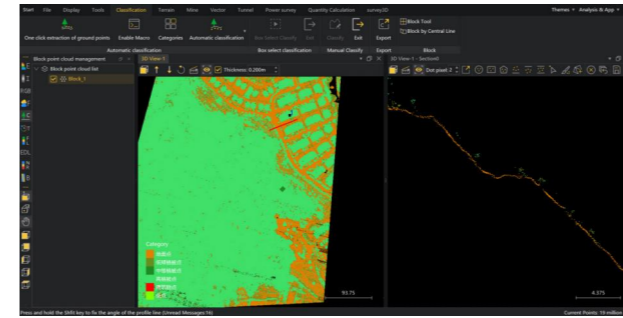 Start File Display Tools Classification Terrain Mine Vector Tunnel Power survey Quantity Calculation survey3D Themes Analysis & App
One click extraction of ground points Enable Macro Categories Automatic classification Box Select Classify Exit Classify Exit Export
Block Tool
Block by Central Line
Automatic classification Box select classification Manual Classify Export Block
Block point cloud management
3D View-1
3D View-1 - Section0
Thickness: 0.200m
Dot pixel 2
Block point cloud list
Block_1
Category
93.75
4.375
Press and hold the Shift key to fix the angle of the profile line (Unread Messages:16)
Current Points: 19 million